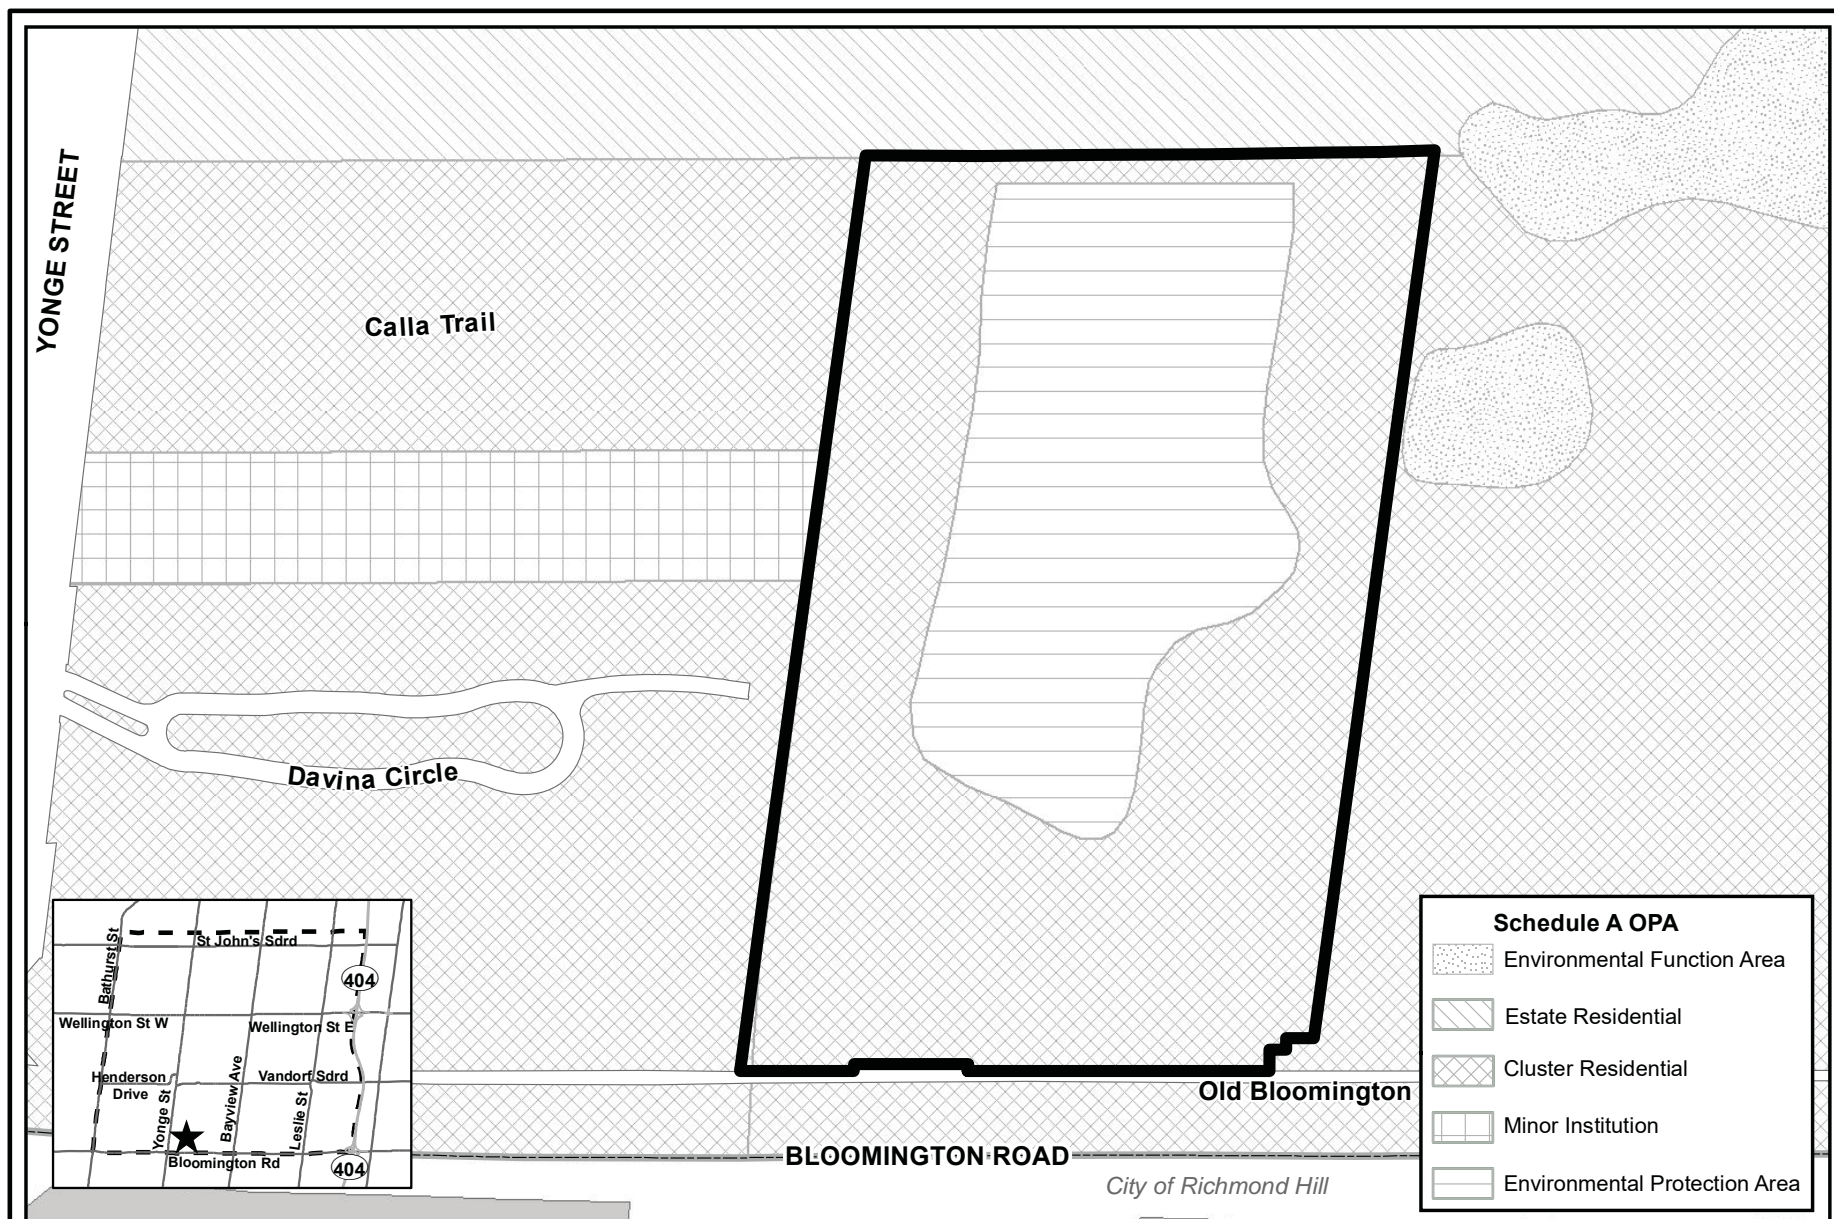 YONGE STREET
Calla Trail
Davina Circle
St John's Sdrd
Bathurst St
404
Wellington St W
Wellington St E
Henderson
Drive
Vandorf Sdrd
Yonge St
Bayview Ave
Leslie St
Bloomington Rd
404
Old Bloomington
BLOOMINGTON ROAD
City of Richmond Hill
Schedule A OPA
Environmental Function Area
Estate Residential
Cluster Residential
Minor Institution
Environmental Protection Area